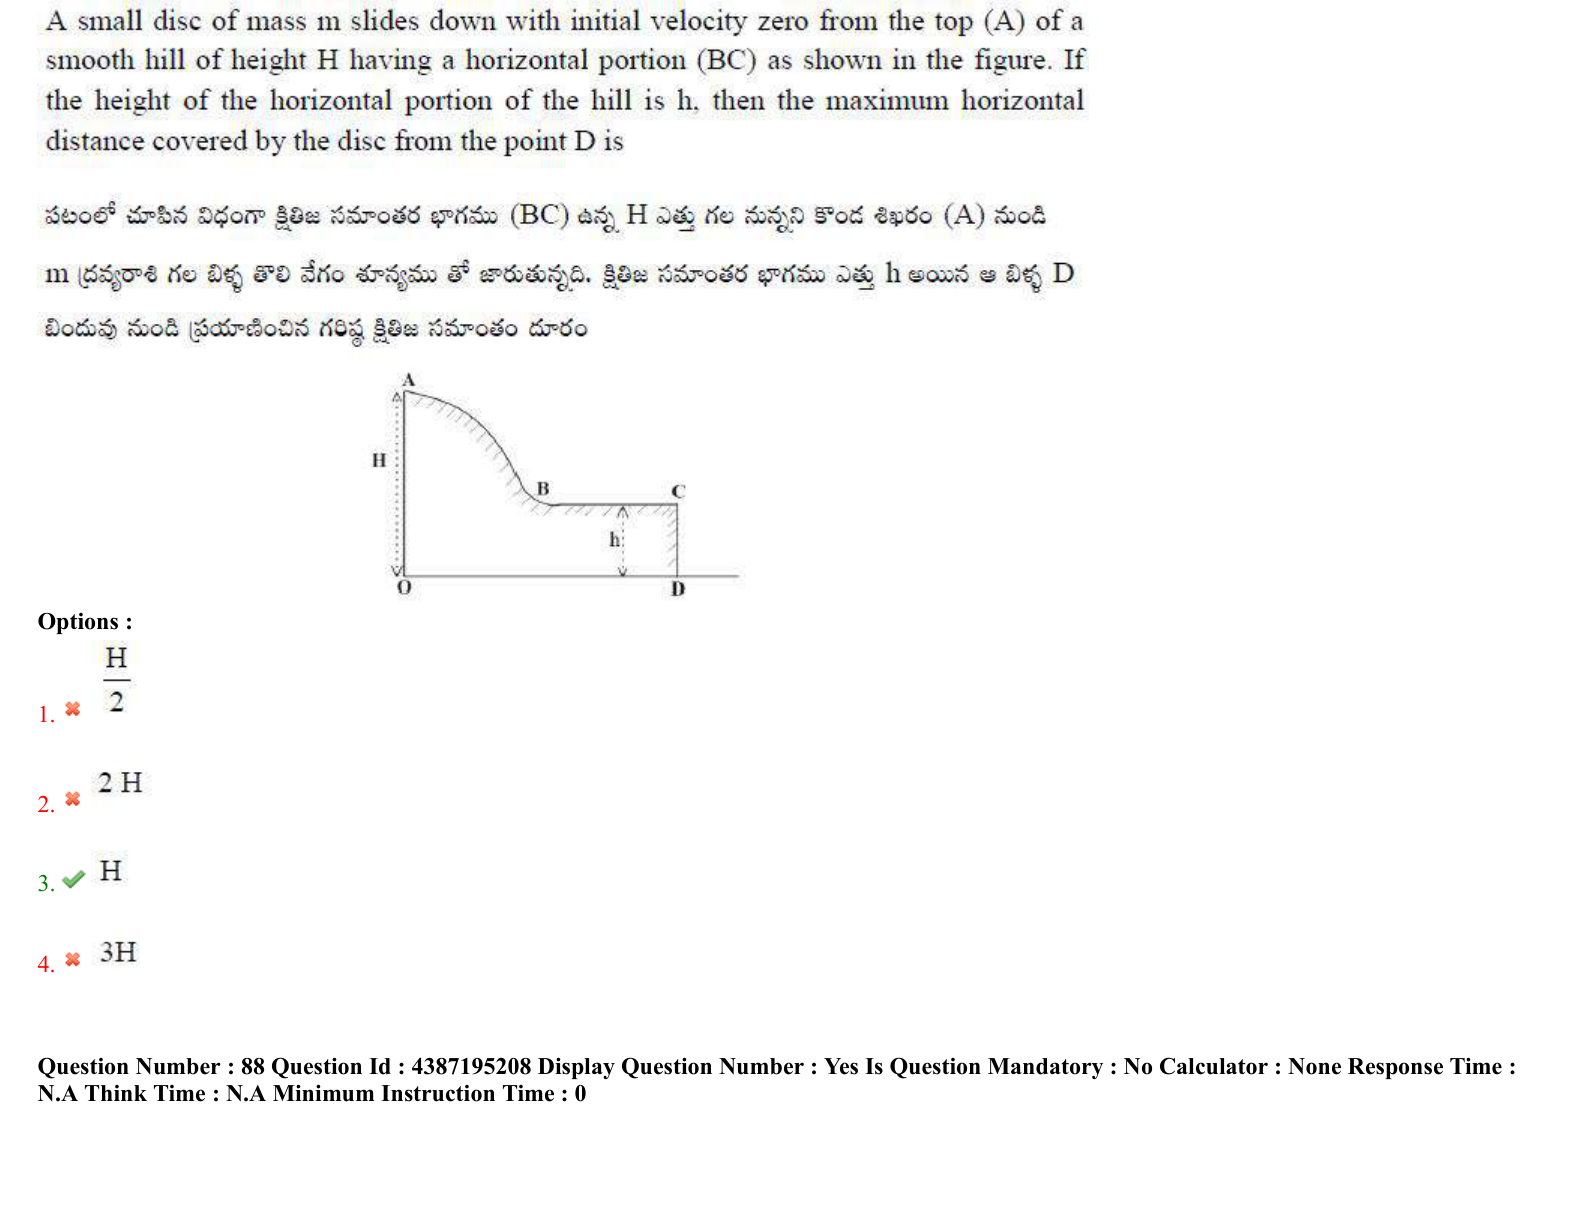 A small disc of mass m slides down with initial velocity zero from the top (A) of a
smooth hill of height H having a horizontal portion (BC) as shown in the figure. If
the height of the horizontal portion of the hill is h, then the maximum horizontal
distance covered by the disc from the point D is
పటంలో చూపిన విధంగా క్షితిజ సమాంతర భాగము (BC) ఉన్న H ఎత్తు గల నున్నని కొండ శిఖరం (A) నుండి
m ద్రవ్యరాశి గల బిళ్ళ తొలి వేగం శూన్యము తో జారుతున్నది. క్షితిజ సమాంతర భాగము ఎత్తు h అయిన ఆ బిళ్ళ D
బిందువు నుండి ప్రయాణించిన గరిష్ఠ క్షితిజ సమాంతం దూరం
A
H
B
C
h
O
D
Options :
1. H/2
2. 2 H
3. H
4. 3H
Question Number : 88 Question Id : 4387195208 Display Question Number : Yes Is Question Mandatory : No Calculator : None Response Time :
N.A Think Time : N.A Minimum Instruction Time : 0